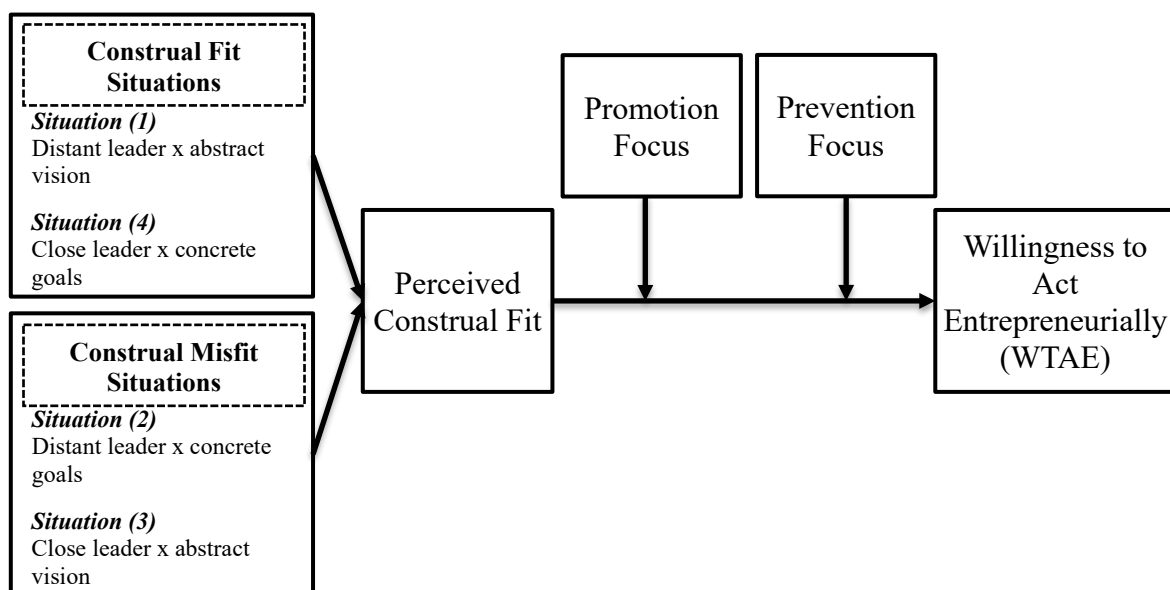 Construal Fit
Situations
Situation (1)
Distant leader x abstract
vision
Situation (4)
Close leader x concrete
goals
Construal Misfit
Situations
Situation (2)
Distant leader x concrete
goals
Situation (3)
Close leader x abstract
vision
Perceived
Construal Fit
Promotion
Focus
Prevention
Focus
Willingness to
Act
Entrepreneurially
(WTAE)